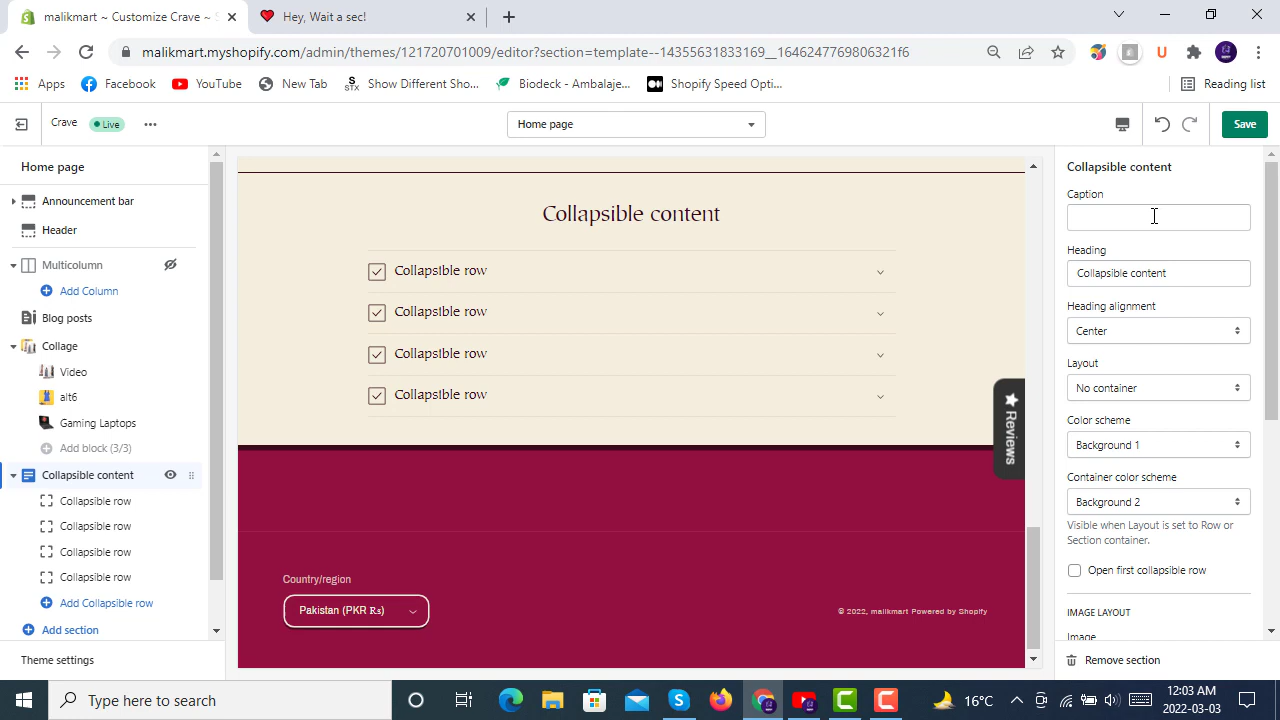 malikmart ~ Customize Crave ~ S
Hey, Wait a sec!
malikmart.myshopify.com/admin/themes/121720701009/editor?section=template--14355631833169__16462477698063 21f6
Apps
Facebook
YouTube
New Tab
STX
Show Different Sho...
Biodeck - Ambalaje...
Shopify Speed Opti...
Reading list
Crave
Live
Home page
Save
Home page
Announcement bar
Header
Multicolumn
Add Column
Blog posts
Collage
Video
alt6
Gaming Laptops
Add block (3/3)
Collapsible content
Collapsible row
Collapsible row
Collapsible row
Collapsible row
Add Collapsible row
Add section
Theme settings
Collapsible content
Collapsible row
Collapsible row
Collapsible row
Collapsible row
Reviews
Country/region
Pakistan (PKR ₨)
© 2022, malikmart Powered by Shopify
Collapsible content
Caption
Heading
Collapsible content
Heading alignment
Center
Layout
No container
Color scheme
Background 1
Container color scheme
Background 2
Visible when Layout is set to Row or
Section container.
Open first collapsible row
IMAGE LAYOUT
Image
Remove section
Type here to search
16°C
12:03 AM
2022-03-03